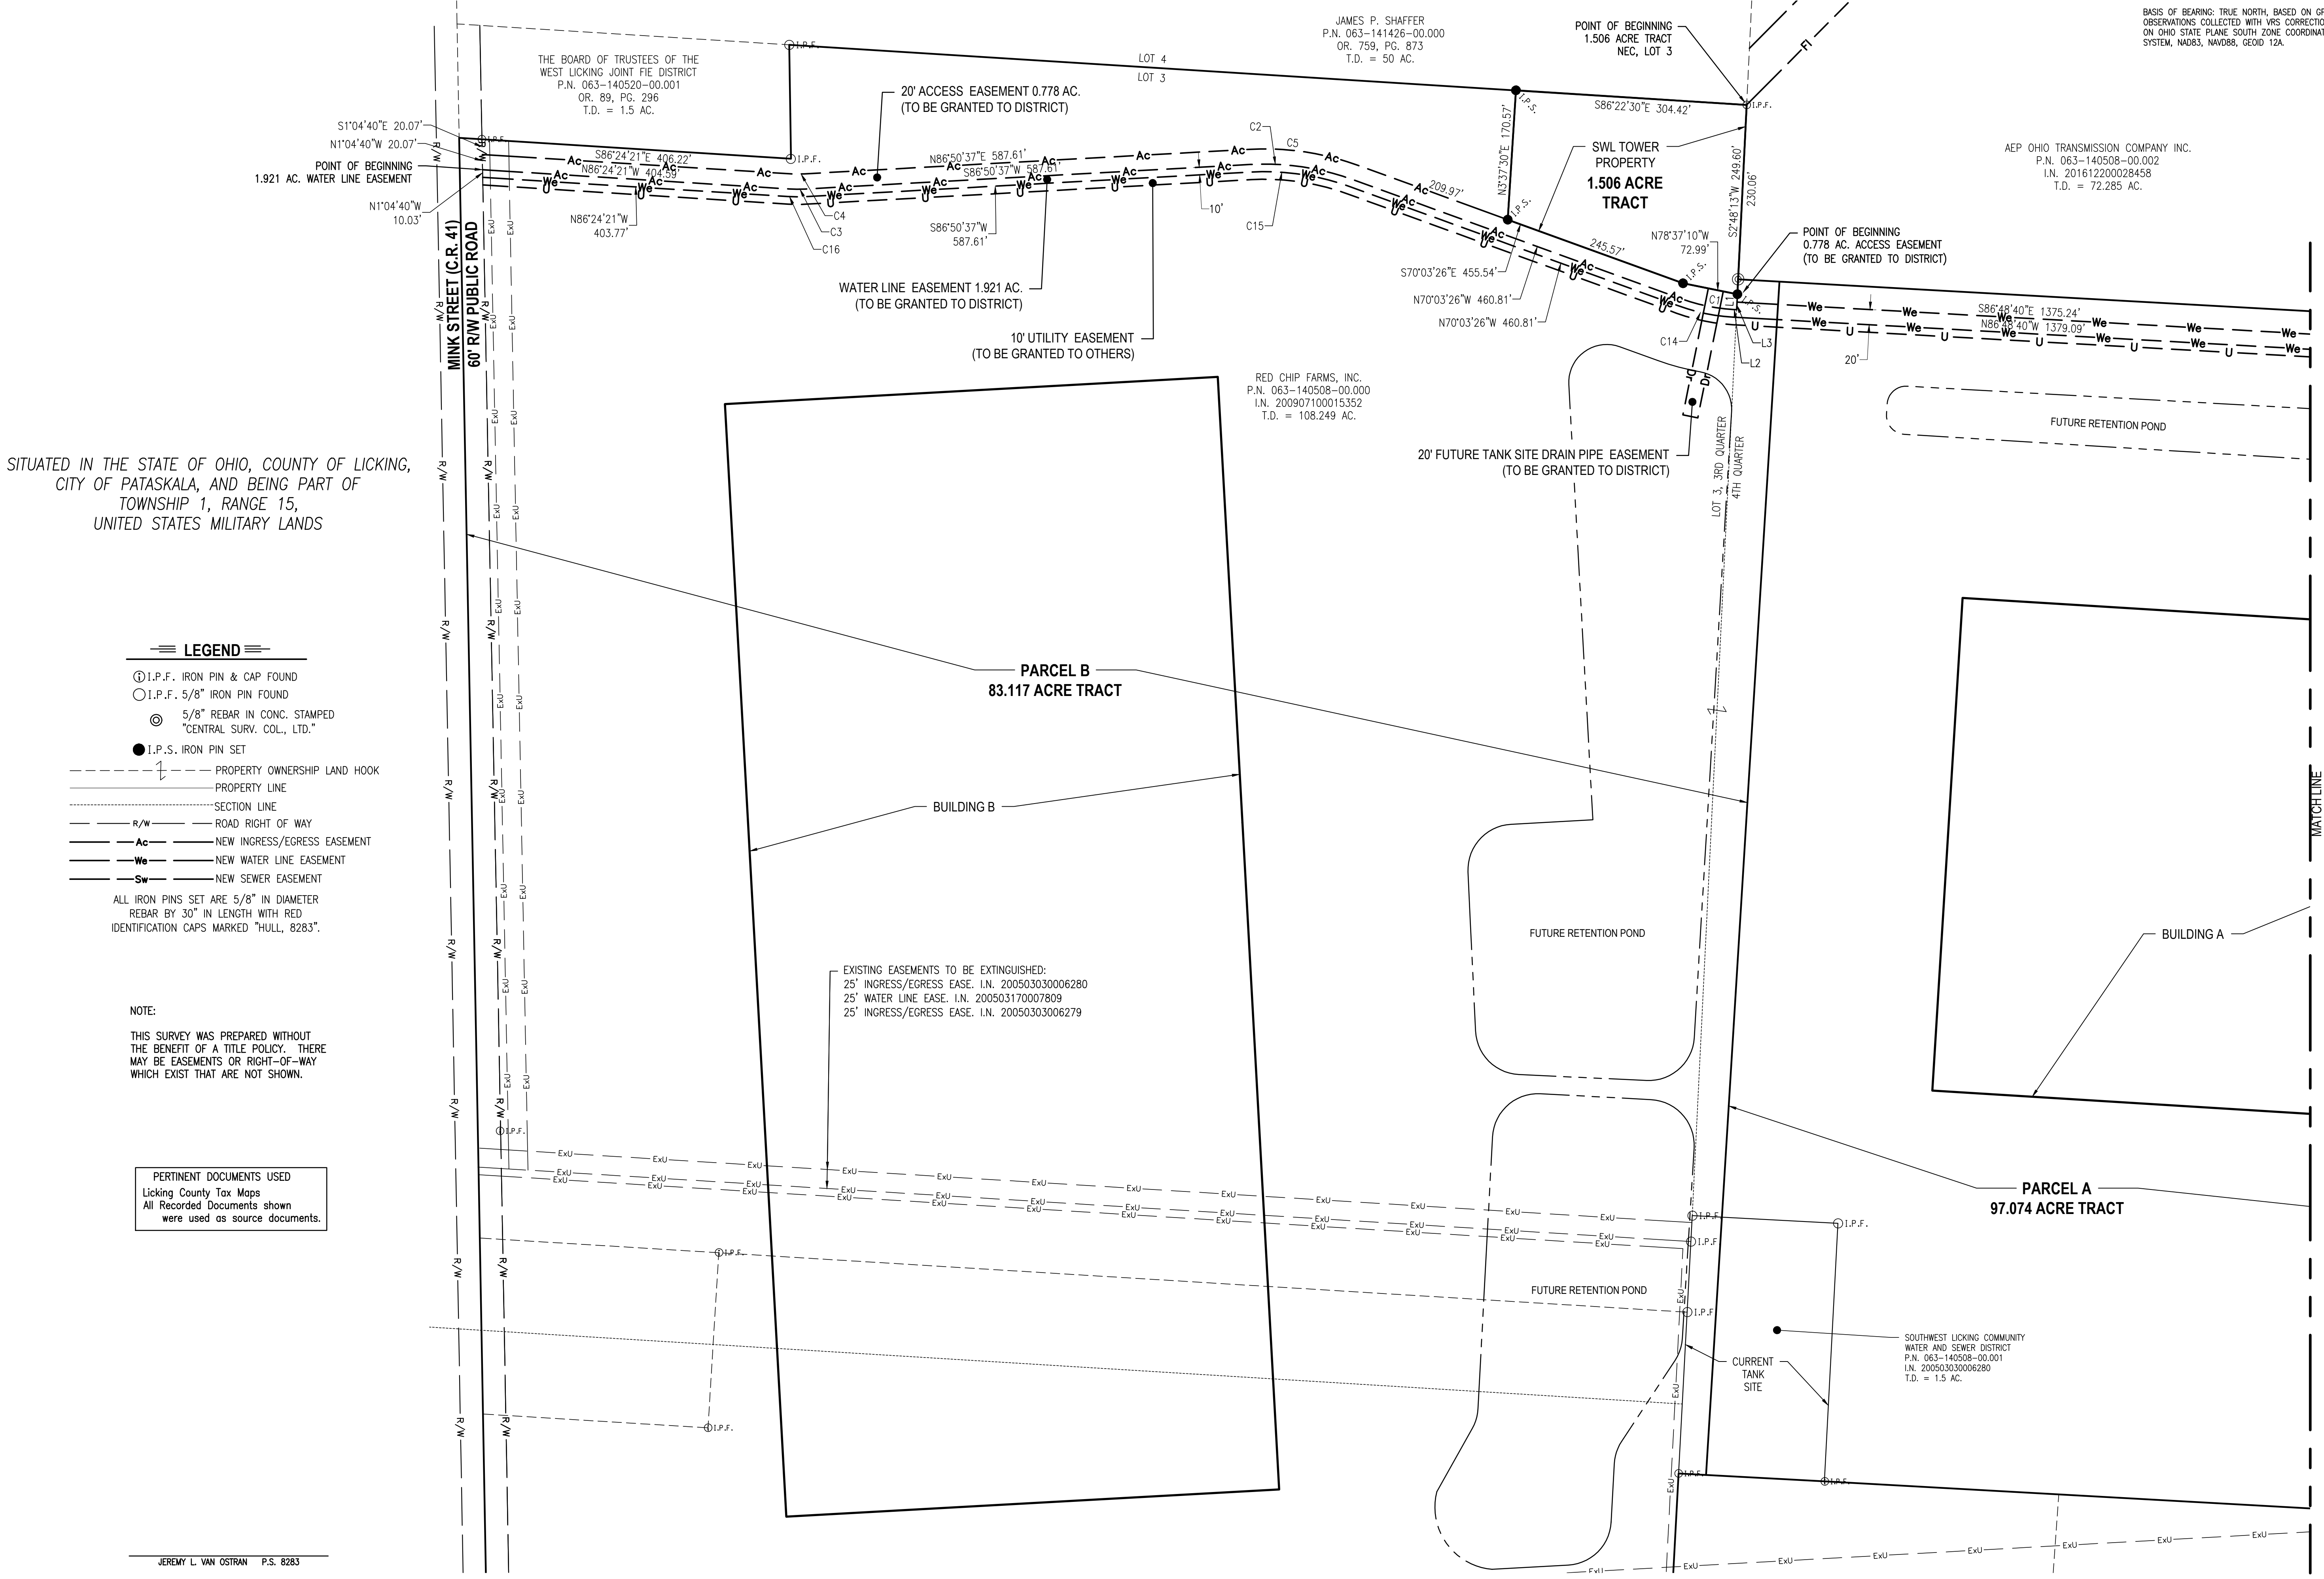 BASIS OF BEARING: TRUE NORTH, BASED ON
OBSERVATIONS COLLECTED WITH VRS
ON OHIO STATE PLANE SOUTH ZONE
SYSTEM, NAD83, NAVD88, GEOID 12A.
JAMES P. SHAFFER
P.N. 063-141426-00.000
OR. 759, PG. 873
T.D. = 50 AC.
POINT OF BEGINNING
1.506 ACRE TRACT
NEC, LOT 3
Fl
THE BOARD OF TRUSTEES OF THE
WEST LICKING JOINT FIE DISTRICT
P.N. 063-140520-00.001
OR. 89, PG. 296
T.D. = 1.5 AC.
I.P.F.
LOT 4
LOT 3
20' ACCESS EASEMENT 0.778 AC.
(TO BE GRANTED TO DISTRICT)
I.P.S.
S86°22'30"E 304.42'
I.P.F.
S1°04'40"E 20.07'
N1°04'40"W 20.07'
POINT OF BEGINNING
1.921 AC. WATER LINE EASEMENT
N1°04'40"W
10.03'
I.P.F.
I.P.F.
S86°24'21"E 406.22'
N86°24'21"W 404.59'
N86°24'21"W
403.77'
N86°50'37"E 587.61'
S86°50'37"W 587.61'
S86°50'37"W
587.61'
C2
C5
C4
C3
C16
C15
10'
N3°37'30"E 170.57'
209.97'
SWL TOWER
PROPERTY
1.506 ACRE
TRACT
S2°48'13"W 249.60'
230.06'
AEP OHIO TRANSMISSION COMPANY INC.
P.N. 063-140508-00.002
I.N. 201612200028458
T.D. = 72.285 AC.
I.P.S.
245.57'
N78°37'10"W
72.99'
POINT OF BEGINNING
0.778 AC. ACCESS EASEMENT
(TO BE GRANTED TO DISTRICT)
I.P.S.
I.P.S.
S70°03'26"E 455.54'
N70°03'26"W 460.81'
N70°03'26"W 460.81'
C1
L1
C14
L3
L2
S86°48'40"E 1375.24'
N86°48'40"W 1379.09'
20'
WATER LINE EASEMENT 1.921 AC.
(TO BE GRANTED TO DISTRICT)
10' UTILITY EASEMENT
(TO BE GRANTED TO OTHERS)
MINK STREET (C.R. 41)
60' R/W PUBLIC ROAD
RED CHIP FARMS, INC.
P.N. 063-140508-00.000
I.N. 200907100015352
T.D. = 108.249 AC.
Dr
Dr
20' FUTURE TANK SITE DRAIN PIPE EASEMENT
(TO BE GRANTED TO DISTRICT)
LOT 3, 3RD QUARTER
4TH QUARTER
FUTURE RETENTION POND
SITUATED IN THE STATE OF OHIO, COUNTY OF LICKING,
CITY OF PATASKALA, AND BEING PART OF
TOWNSHIP 1, RANGE 15,
UNITED STATES MILITARY LANDS
LEGEND
I.P.F. IRON PIN & CAP FOUND
I.P.F. 5/8" IRON PIN FOUND
5/8" REBAR IN CONC. STAMPED
"CENTRAL SURV. COL., LTD."
I.P.S. IRON PIN SET
PROPERTY OWNERSHIP LAND HOOK
PROPERTY LINE
SECTION LINE
R/W ROAD RIGHT OF WAY
Ac NEW INGRESS/EGRESS EASEMENT
We NEW WATER LINE EASEMENT
Sw NEW SEWER EASEMENT
ALL IRON PINS SET ARE 5/8" IN DIAMETER
REBAR BY 30" IN LENGTH WITH RED
IDENTIFICATION CAPS MARKED "HULL, 8283".
PARCEL B
83.117 ACRE TRACT
BUILDING B
MATCH LINE
FUTURE RETENTION POND
BUILDING A
EXISTING EASEMENTS TO BE EXTINGUISHED:
25' INGRESS/EGRESS EASE. I.N. 200503030006280
25' WATER LINE EASE. I.N. 200503170007809
25' INGRESS/EGRESS EASE. I.N. 20050303006279
NOTE:
THIS SURVEY WAS PREPARED WITHOUT
THE BENEFIT OF A TITLE POLICY. THERE
MAY BE EASEMENTS OR RIGHT-OF-WAY
WHICH EXIST THAT ARE NOT SHOWN.
I.P.F.
PERTINENT DOCUMENTS USED
Licking County Tax Maps
All Recorded Documents shown
were used as source documents.
PARCEL A
97.074 ACRE TRACT
I.P.F.
I.P.F.
I.P.F.
I.P.F.
I.P.F.
FUTURE RETENTION POND
SOUTHWEST LICKING COMMUNITY
WATER AND SEWER DISTRICT
P.N. 063-140508-00.001
I.N. 200503030006280
T.D. = 1.5 AC.
CURRENT
TANK
SITE
I.P.F.
I.P.F.
I.P.F.
JEREMY L. VAN OSTRAN P.S. 8283